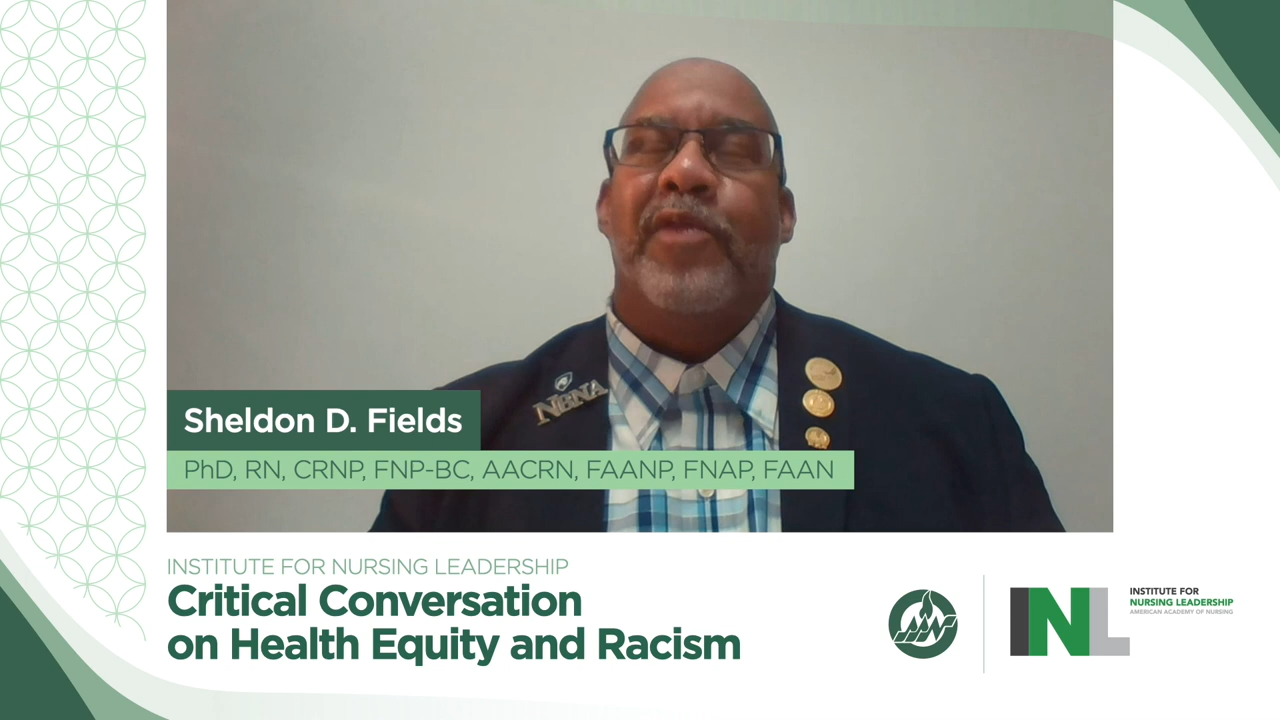 NBNA
Sheldon D. Fields
PhD, RN, CRNP, FNP-BC, AACRN, FAANP, FNAP, FAAN
INSTITUTE FOR NURSING LEADERSHIP
Critical Conversation
on Health Equity and Racism
INL
INSTITUTE FOR
NURSING LEADERSHIP
AMERICAN ACADEMY OF NURSING